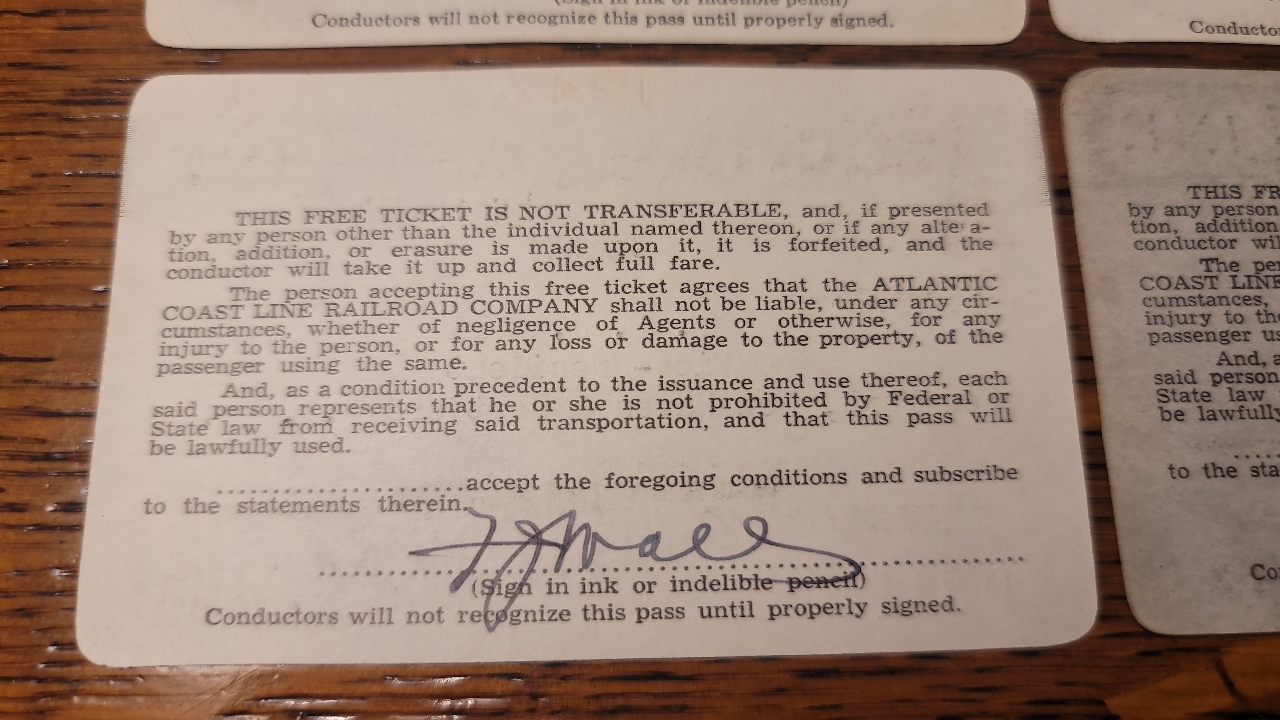 Conductors will not recognize this pass until properly signed.
Conductor
THIS FREE TICKET IS NOT TRANSFERABLE, and, if presented
by any person other than the individual named thereon, or if any altera-
tion, addition, or erasure is made upon it, it is forfeited, and the
conductor will take it up and collect full fare.
The person accepting this free ticket agrees that the ATLANTIC
COAST LINE RAILROAD COMPANY shall not be liable, under any cir-
cumstances, whether of negligence of Agents or otherwise, for any
injury to the person, or for any loss or damage to the property, of the
passenger using the same.
And, as a condition precedent to the issuance and use thereof, each
said person represents that he or she is not prohibited by Federal or
State law from receiving said transportation, and that this pass will
be lawfully used.
......................accept the foregoing conditions and subscribe
to the statements therein.
(Sign in ink or indelible pencil)
Conductors will not recognize this pass until properly signed.
THIS FR
by any person
tion, addition
conductor wil
The per
COAST LINE
cumstances,
injury to the
passenger us
And, a
said person
State law
be lawfully
to the sta
Co